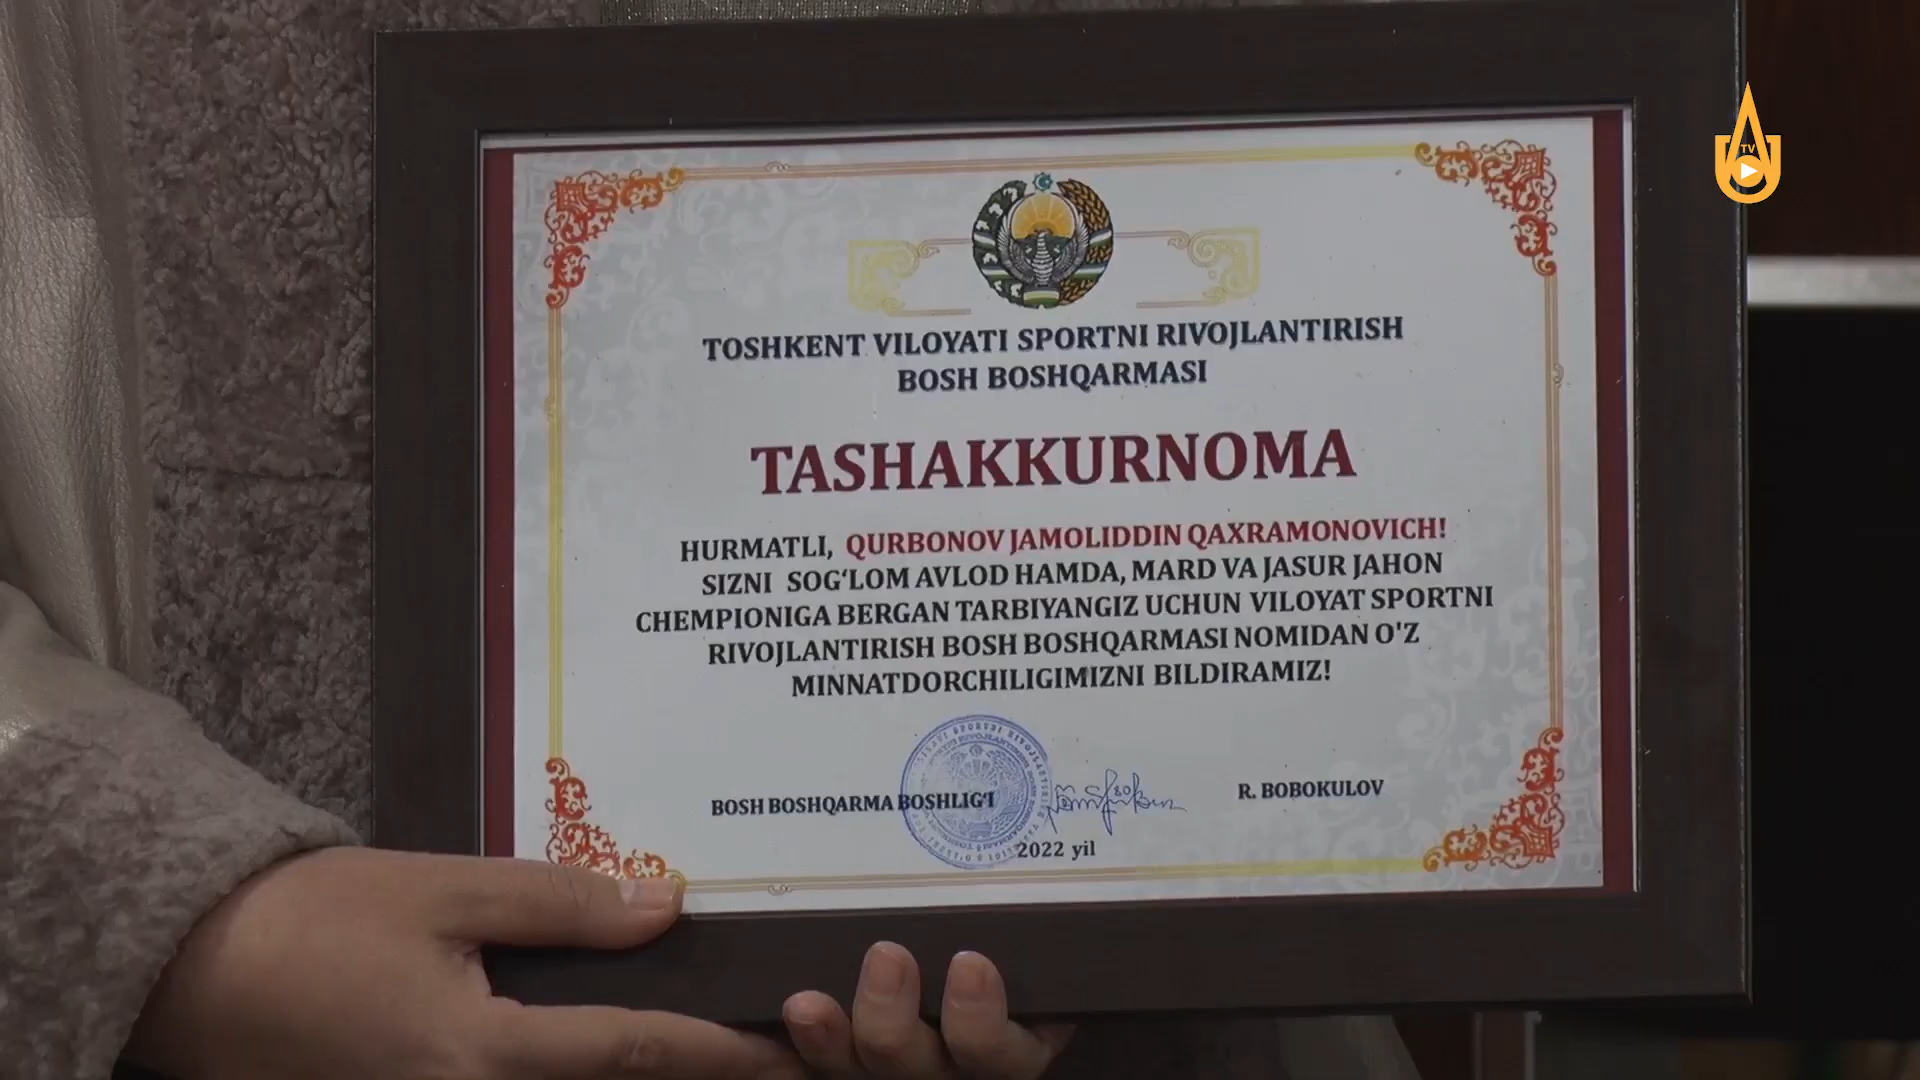 TV
TOSHKENT VILOYATI SPORTNI RIVOJLANTIRISH
BOSH BOSHQARMASI
TASHAKKURNOMA
HURMATLI, QURBONOV JAMOLIDDIN QAXRAMONOVICH!
SIZNI SOG‘LOM AVLOD HAMDA, MARD VA JASUR JAHON
CHEMPIONIGA BERGAN TARBIYANGIZ UCHUN VILOYAT SPORTNI
RIVOJLANTIRISH BOSH BOSHQARMASI NOMIDAN O'Z
MINNATDORCHILIGIMIZNI BILDIRAMIZ!
BOSH BOSHQARMA BOSHLIG‘I
R. BOBOKULOV
2022 yil